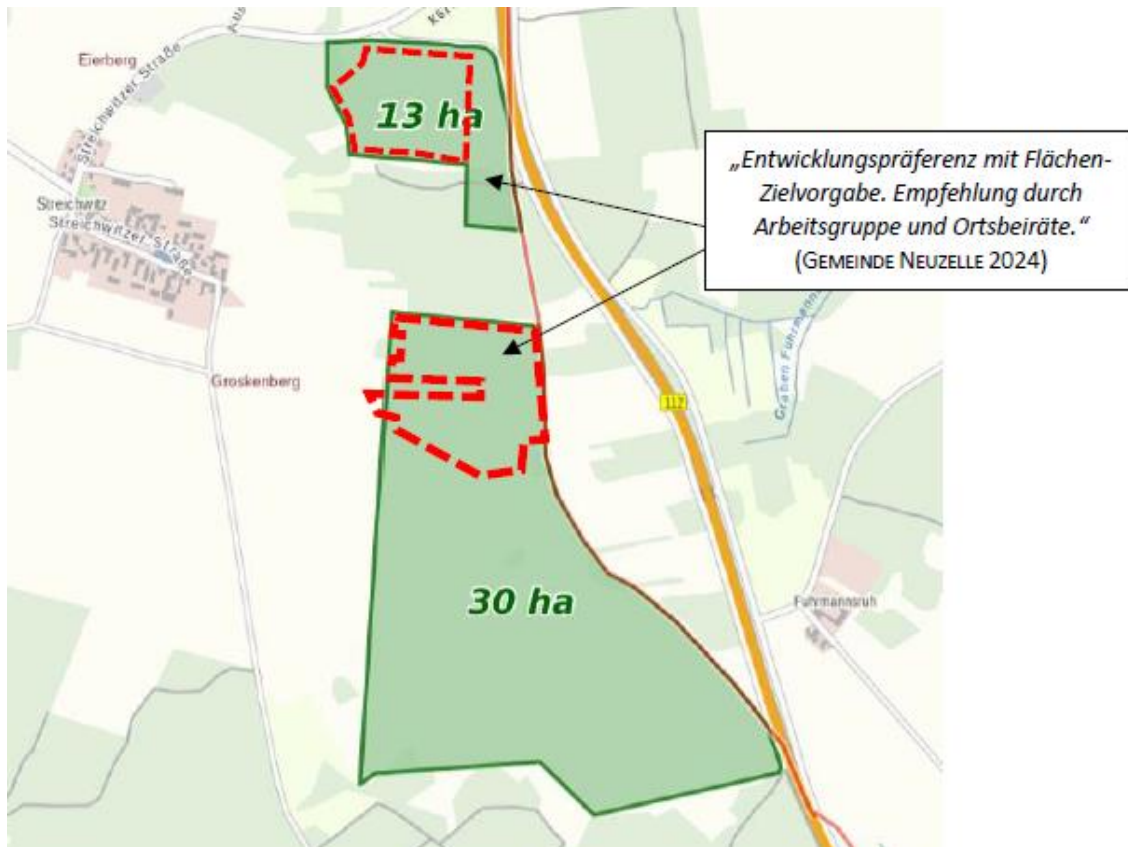 Eierberg
Streichwitzer Straße
13 ha
„Entwicklungspräferenz mit Flächen-
Zielvorgabe. Empfehlung durch
Arbeitsgruppe und Ortsbeiräte.“
(GEMEINDE NEUZELLE 2024)
Streichwitz
Streichwitzer Straße
Groskenberg
112
Graben Fuhrmanns
30 ha
Fuhrmannsruh